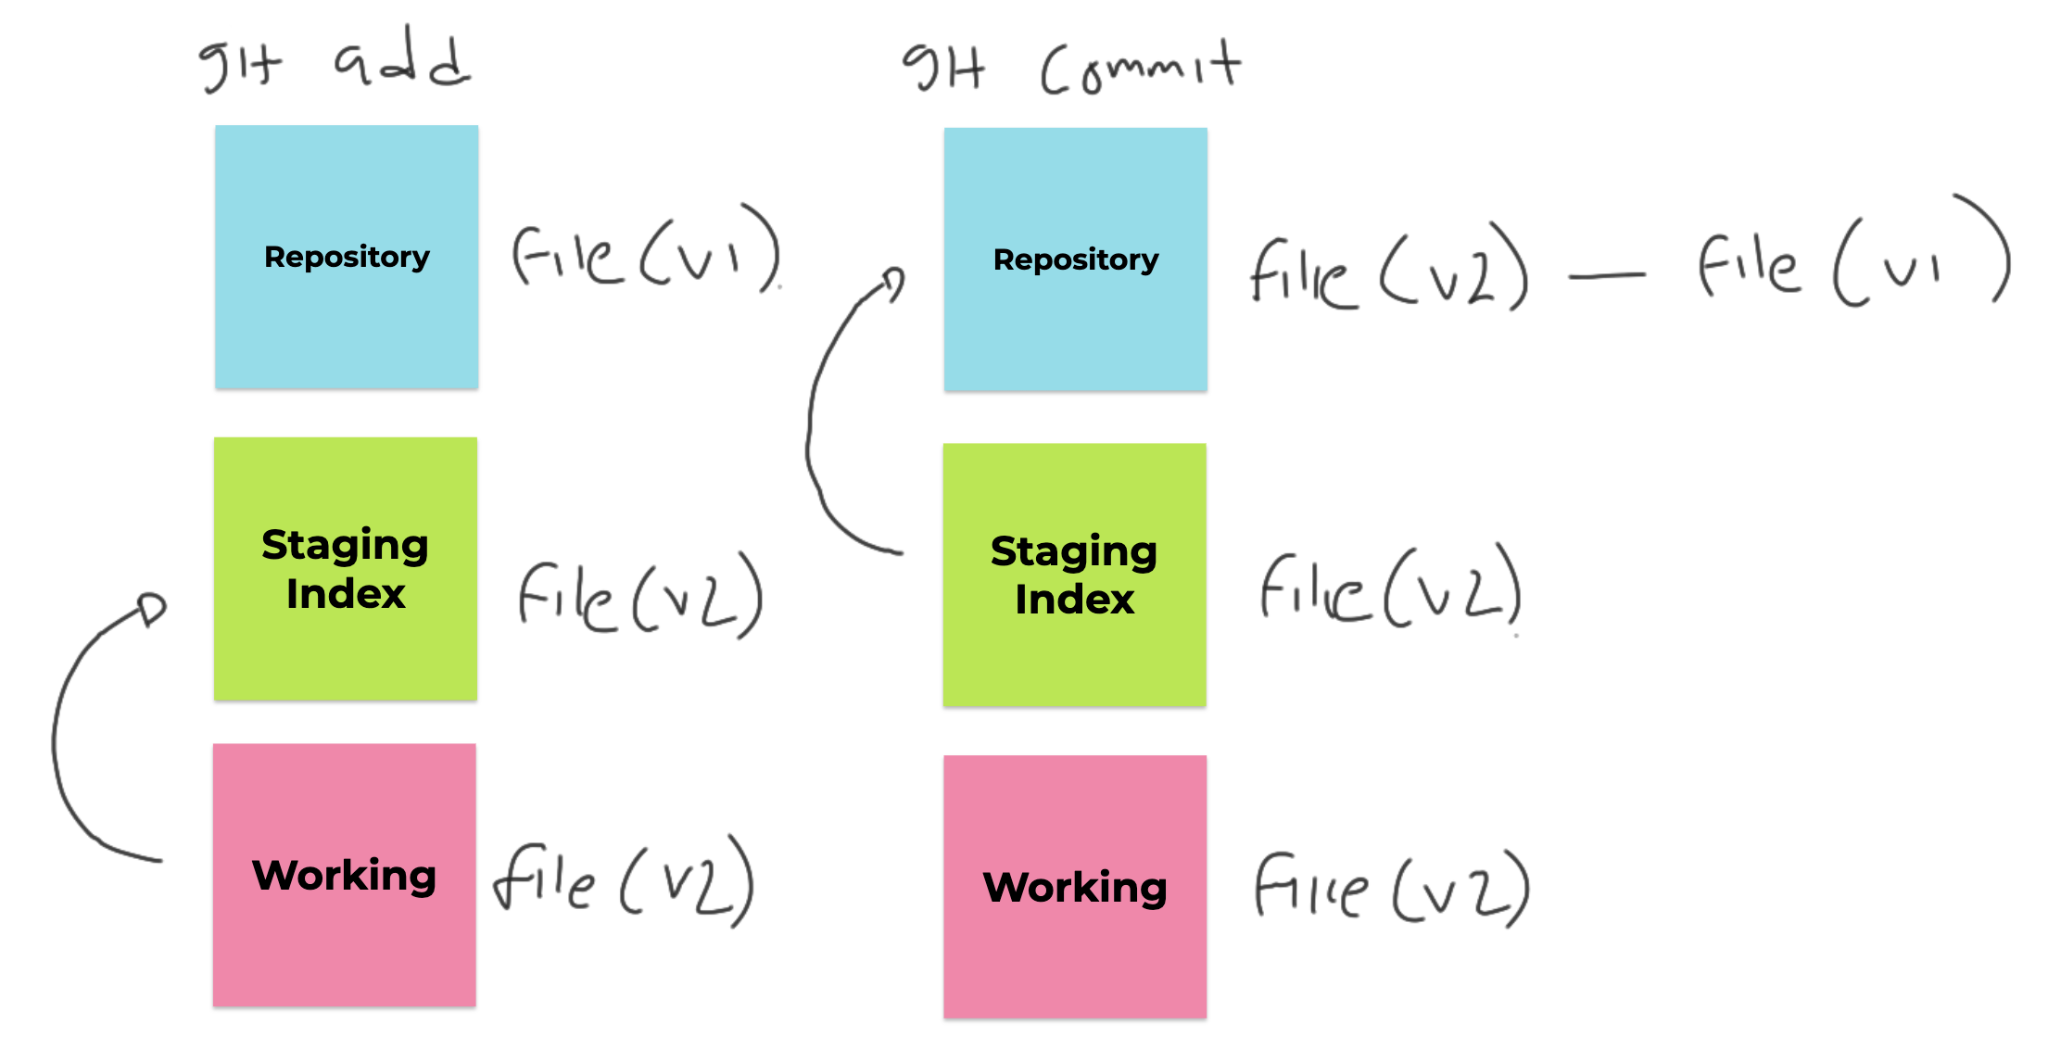 git add
Repository
file(v1)
Staging
Index
file(v2)
Working
file(v2)
git commit
Repository
file(v2) — file(v1)
Staging
Index
file(v2)
Working
file(v2)